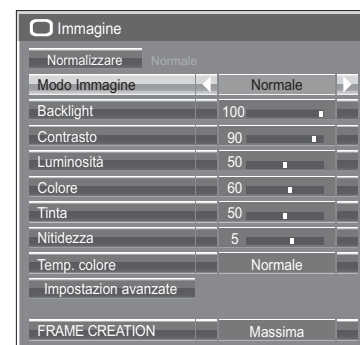 Immagine
Normalizzare Normale
Modo Immagine Normale
Backlight 100
Contrasto 90
Luminosità 50
Colore 60
Tinta 50
Nitidezza 5
Temp. colore Normale
Impostazion avanzate
FRAME CREATION Massima